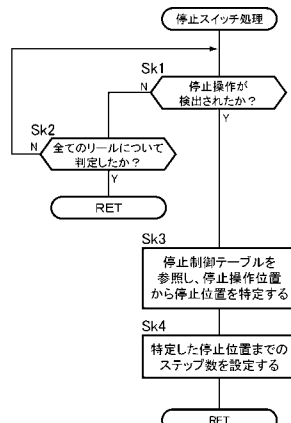 停止スイッチ処理
Sk1
停止操作が
検出されたか？
N
Y
Sk2
全てのリールについて
判定したか？
N
Y
RET
Sk3
停止制御テーブルを
参照し、停止操作位置
から停止位置を特定する
Sk4
特定した停止位置までの
ステップ数を設定する
RET